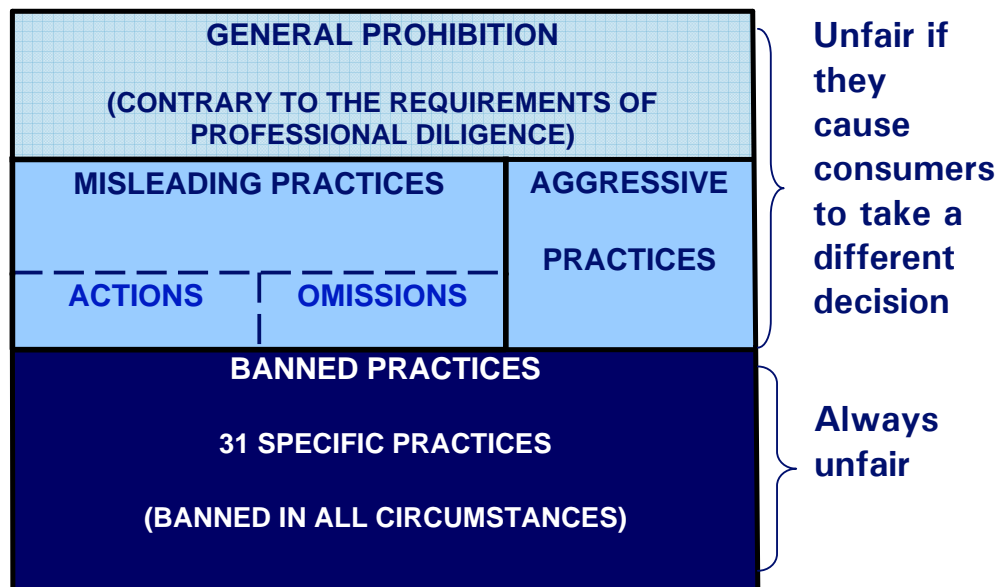 GENERAL PROHIBITION
(CONTRARY TO THE REQUIREMENTS OF
PROFESSIONAL DILIGENCE)
MISLEADING PRACTICES
ACTIONS
OMISSIONS
AGGRESSIVE
PRACTICES
Unfair if
they
cause
consumers
to take a
different
decision
BANNED PRACTICES
31 SPECIFIC PRACTICES
(BANNED IN ALL CIRCUMSTANCES)
Always
unfair